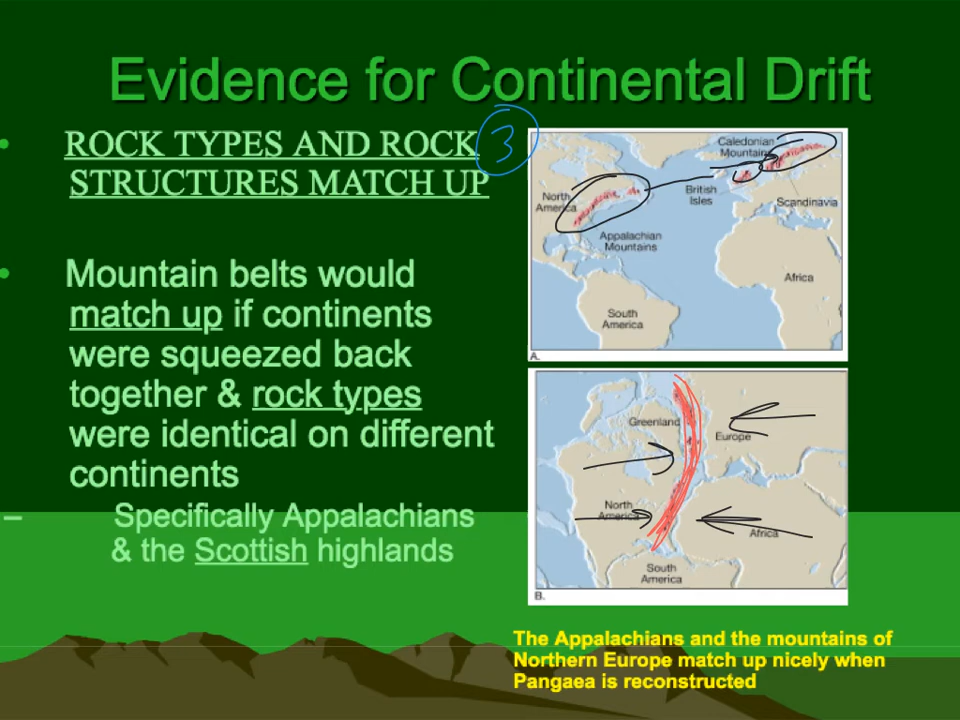 Evidence for Continental Drift
• ROCK TYPES AND ROCK
STRUCTURES MATCH UP
3
• Mountain belts would
match up if continents
were squeezed back
together & rock types
were identical on different
continents
– Specifically Appalachians
& the Scottish highlands
Caledonian
Mountains
North
America
British
Isles
Scandinavia
Appalachian
Mountains
Africa
South
America
A.
Greenland
Europe
North
America
Africa
South
America
B.
The Appalachians and the mountains of
Northern Europe match up nicely when
Pangaea is reconstructed